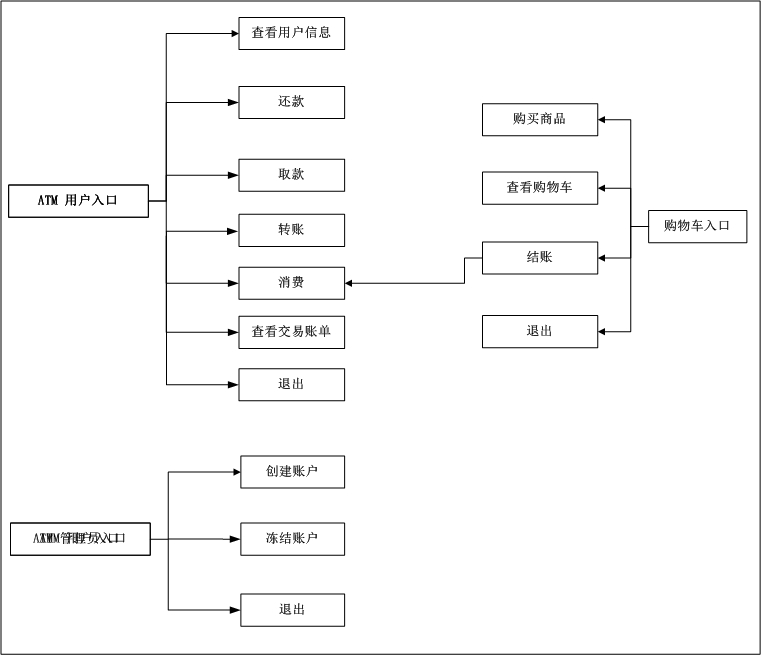 查看用户信息
还款
取款
转账
消费
查看交易账单
退出
ATM 用户入口
购买商品
查看购物车
结账
退出
购物车入口
创建账户
冻结账户
退出
ATM管理员入口